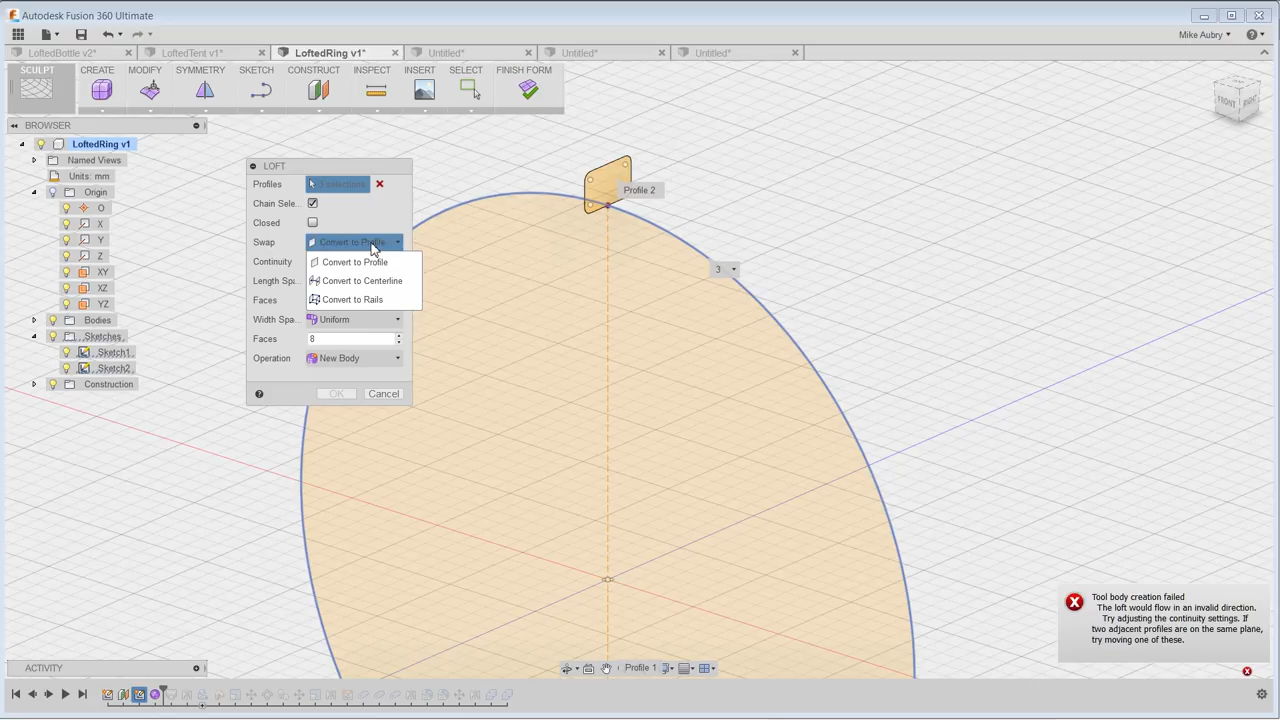 Autodesk Fusion 360 Ultimate
Mike Aubry
LoftedBottle v2*
LoftedTent v1*
LoftedRing v1*
Untitled*
Untitled*
Untitled*
SCULPT
CREATE
MODIFY
SYMMETRY
SKETCH
CONSTRUCT
INSPECT
INSERT
SELECT
FINISH FORM
BROWSER
LoftedRing v1
Named Views
Units: mm
Origin
O
X
Y
Z
XY
XZ
YZ
Bodies
Sketches
Sketch1
Sketch2
Construction
LOFT
Profiles
Chain Sele...
Closed
Swap
Convert to Profile
Continuity
Convert to Profile
Length Sp...
Convert to Centerline
Faces
Convert to Rails
Width Spa...
Uniform
Faces
8
Operation
New Body
OK
Cancel
Profile 2
3
Tool body creation failed
The loft would flow in an invalid direction.
Try adjusting the continuity settings. If
two adjacent profiles are on the same plane,
try moving one of these.
Profile 1
ACTIVITY